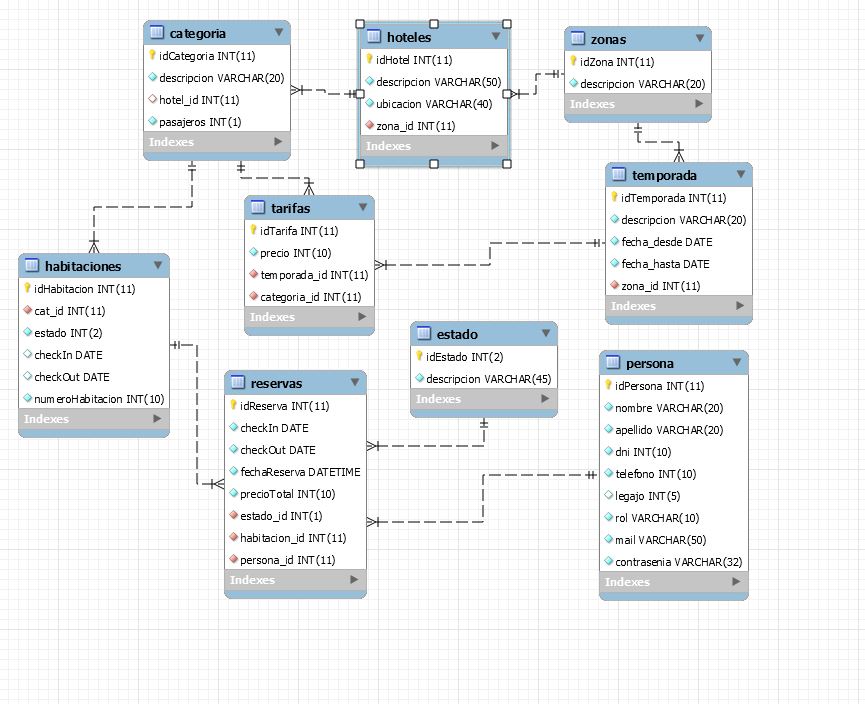 categoria
idCategoria INT(11)
descripcion VARCHAR(20)
hotel_id INT(11)
pasajeros INT(1)
Indexes
hoteles
idHotel INT(11)
descripcion VARCHAR(50)
ubicacion VARCHAR(40)
zona_id INT(11)
Indexes
zonas
idZona INT(11)
descripcion VARCHAR(20)
Indexes
temporada
idTemporada INT(11)
descripcion VARCHAR(20)
fecha_desde DATE
fecha_hasta DATE
zona_id INT(11)
Indexes
tarifas
idTarifa INT(11)
precio INT(10)
temporada_id INT(11)
categoria_id INT(11)
Indexes
habitaciones
idHabitacion INT(11)
cat_id INT(11)
estado INT(2)
checkIn DATE
checkOut DATE
numeroHabitacion INT(10)
Indexes
estado
idEstado INT(2)
descripcion VARCHAR(45)
Indexes
reservas
idReserva INT(11)
checkIn DATE
checkOut DATE
fechaReserva DATETIME
precioTotal INT(10)
estado_id INT(1)
habitacion_id INT(11)
persona_id INT(11)
Indexes
persona
idPersona INT(11)
nombre VARCHAR(20)
apellido VARCHAR(20)
dni INT(10)
telefono INT(10)
legajo INT(5)
rol VARCHAR(10)
mail VARCHAR(50)
contrasenia VARCHAR(32)
Indexes